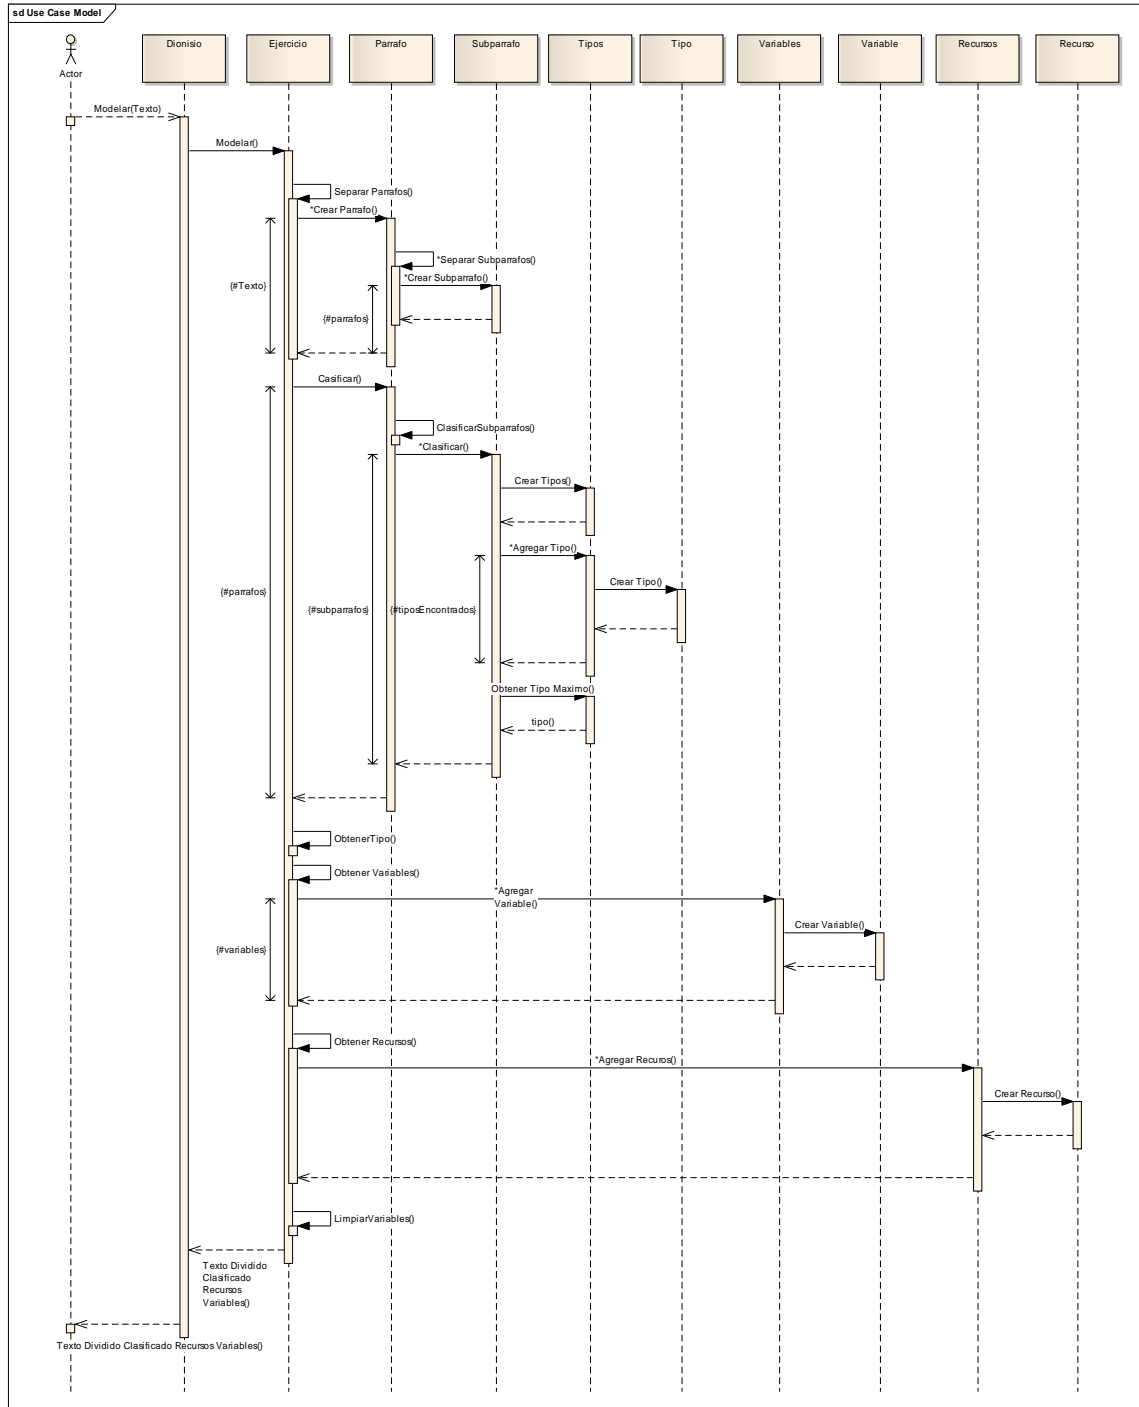 sd Use Case Model
Actor
Dionisio
Ejercicio
Parrafo
Subparrafo
Tipos
Tipo
Variables
Variable
Recursos
Recurso
Modelar(Texto)
Modelar()
Separar Parrafos()
*Crear Parrafo()
*Separar Subparrafos()
*Crear Subparrafo()
{#Texto}
{#parrafos}
Casificar()
ClasificarSubparrafos()
*Clasificar()
Crear Tipos()
*Agregar Tipo()
Crear Tipo()
{#parrafos}
{#subparrafos}
{#tiposEncontrados}
Obtener Tipo Maximo()
tipo()
ObtenerTipo()
Obtener Variables()
*Agregar
Variable()
Crear Variable()
{#variables}
Obtener Recursos()
*Agregar Recuros()
Crear Recurso()
LimpiarVariables()
Texto Dividido
Clasificado
Recursos
Variables()
Texto Dividido Clasificado Recursos Variables()